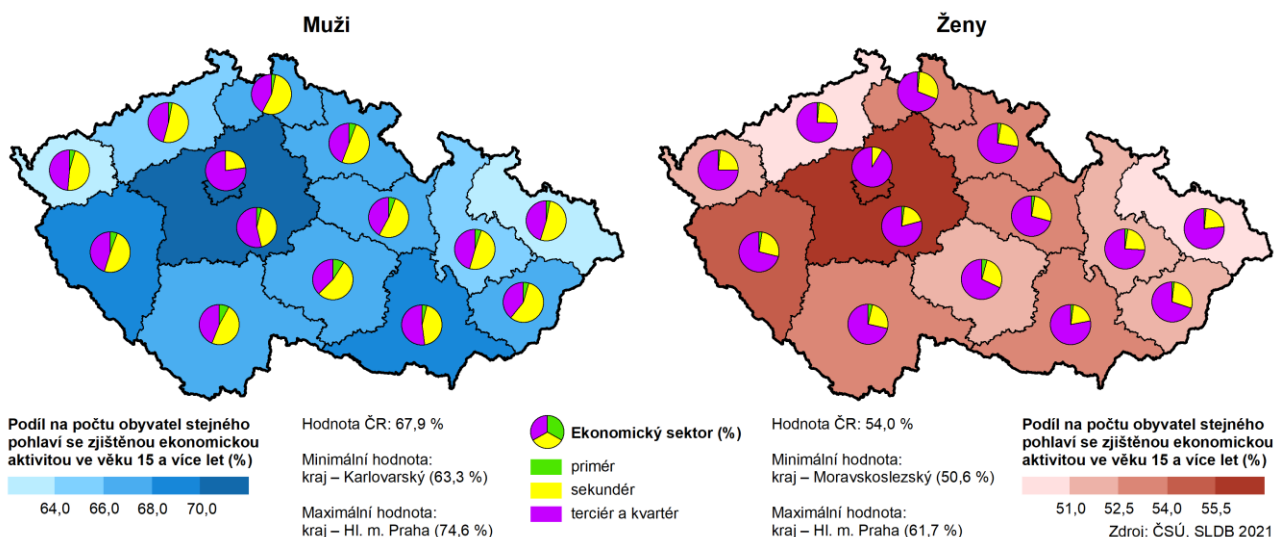 Muži
Ženy
Podíl na počtu obyvatel stejného
pohlaví se zjištěnou ekonomickou
aktivitou ve věku 15 a více let (%)
64,0 66,0 68,0 70,0
Hodnota ČR: 67,9 %
Minimální hodnota:
kraj – Karlovarský (63,3 %)
Maximální hodnota:
kraj – Hl. m. Praha (74,6 %)
Ekonomický sektor (%)
primér
sekundér
terciér a kvartér
Hodnota ČR: 54,0 %
Minimální hodnota:
kraj – Moravskoslezský (50,6 %)
Maximální hodnota:
kraj – Hl. m. Praha (61,7 %)
Podíl na počtu obyvatel stejného
pohlaví se zjištěnou ekonomickou
aktivitou ve věku 15 a více let (%)
51,0 52,5 54,0 55,5
Zdroj: ČSÚ, SLDB 2021